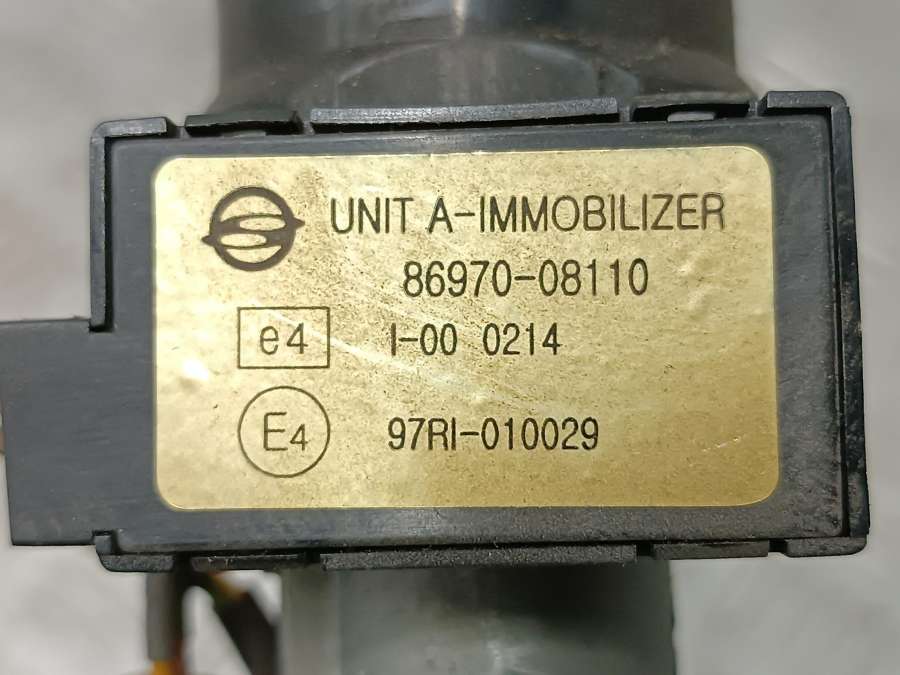 UNIT A-IMMOBILIZER
86970-08110
e4 I-00 0214
E4 97RI-010029